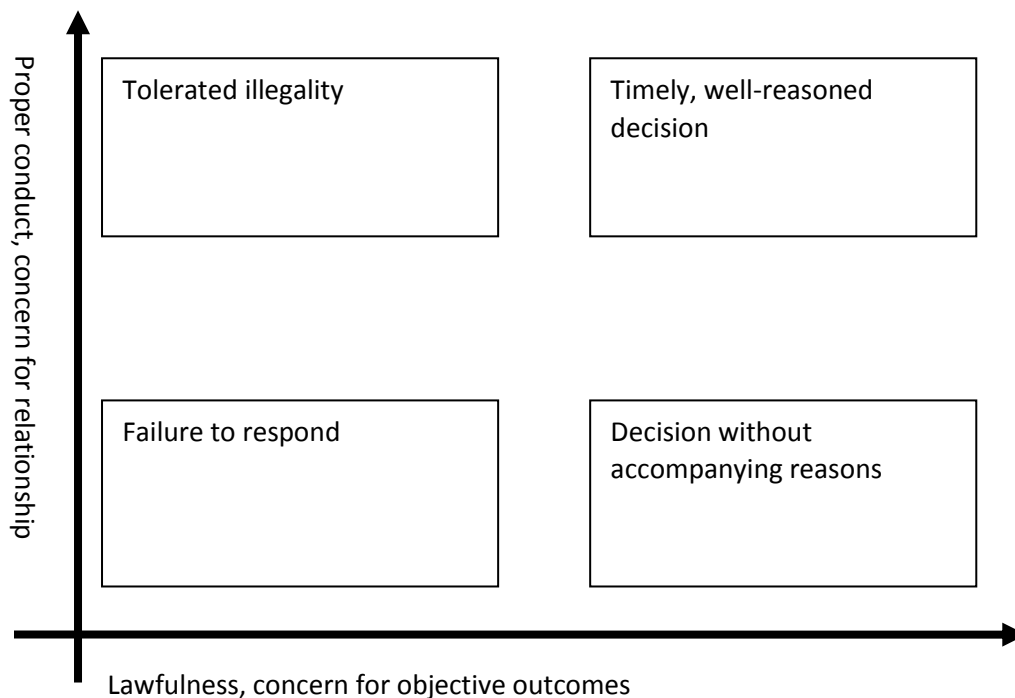 Proper conduct, concern for relationship
Tolerated illegality
Timely, well-reasoned
decision
Failure to respond
Decision without
accompanying reasons
Lawfulness, concern for objective outcomes